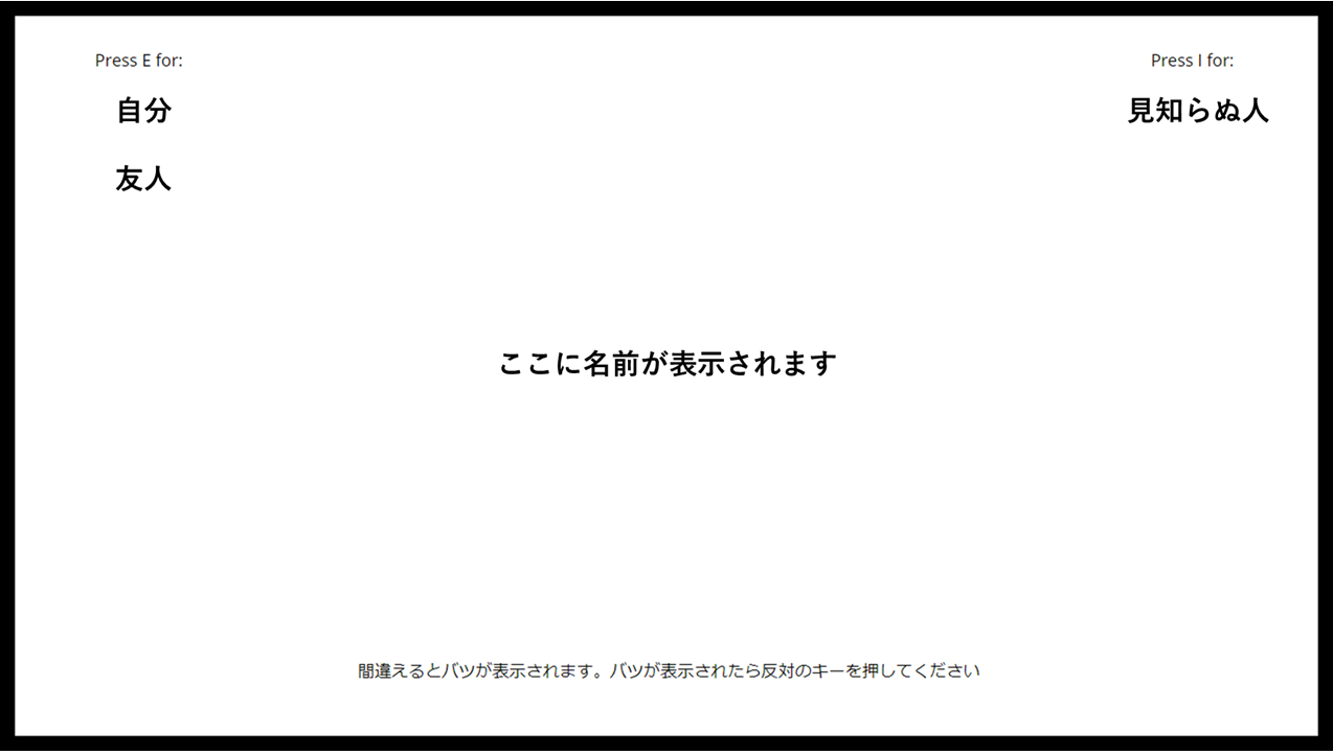 Press E for:
Press I for:
自分
見知らぬ人
友人
ここに名前が表示されます
間違えるとバツが表示されます。バツが表示されたら反対のキーを押してください